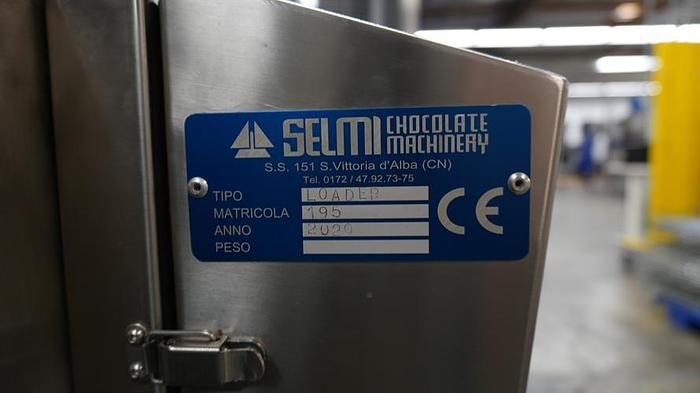 SELMI CHOCOLATE MACHINERY
S.S. 151 S.Vittoria d'Alba (CN)
Tel. 0172 / 47.92.73-75
TIPO LOADER
MATRICOLA 195
ANNO 2020
PESO
CE